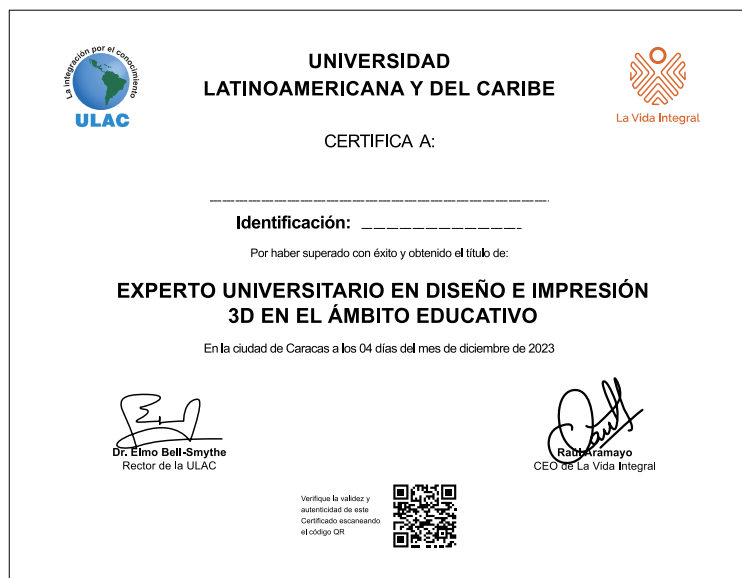 La integración por el conocimiento
ULAC
UNIVERSIDAD
LATINOAMERICANA Y DEL CARIBE
La Vida Integral
CERTIFICA A:
Identificación:
Por haber superado con éxito y obtenido el título de:
EXPERTO UNIVERSITARIO EN DISEÑO E IMPRESIÓN
3D EN EL ÁMBITO EDUCATIVO
En la ciudad de Caracas a los 04 días del mes de diciembre de 2023
Dr. Elmo Bell-Smythe
Rector de la ULAC
Raúl Aramayo
CEO de La Vida Integral
Verifique la validez y
autenticidad de este
Certificado escaneando
el código QR